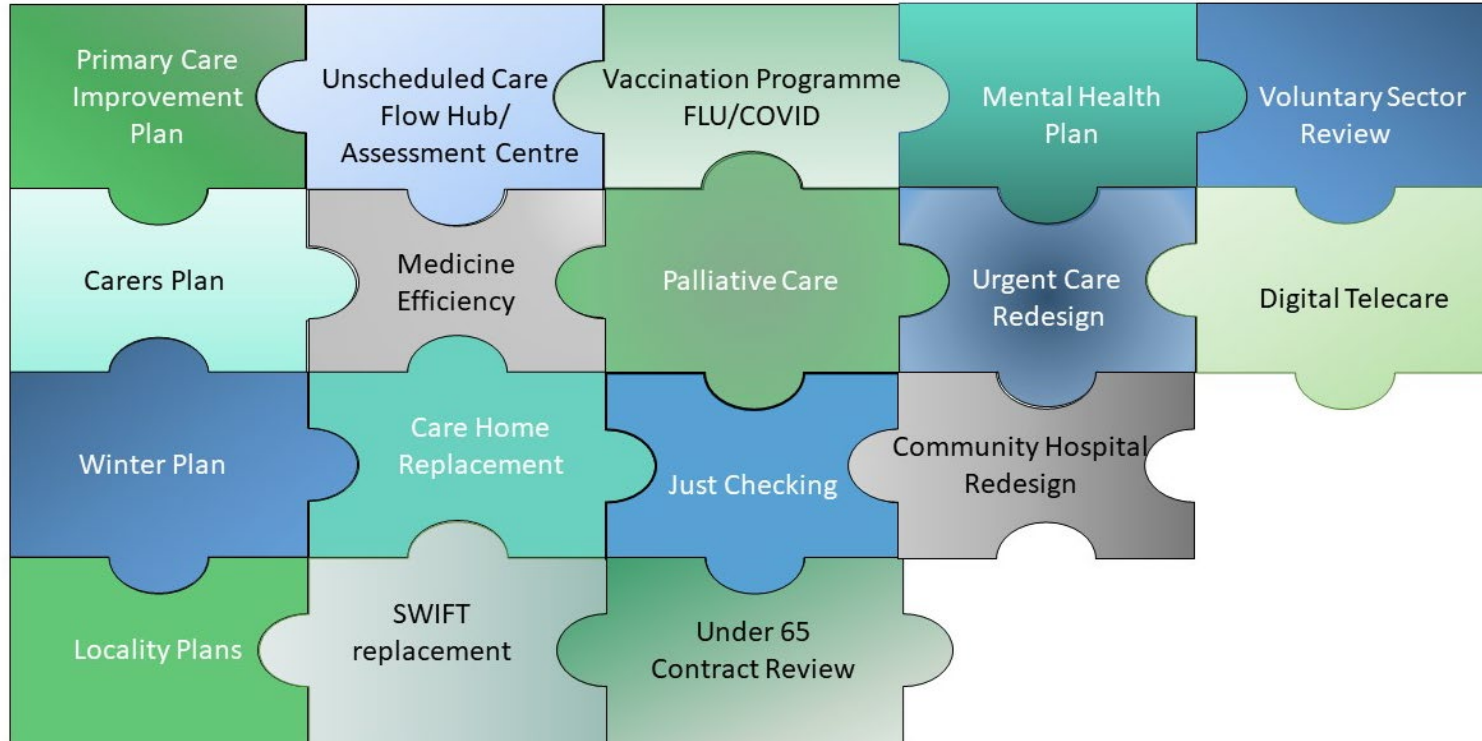 Primary Care
Improvement
Plan
Unscheduled Care
Flow Hub/
Assessment Centre
Vaccination Programme
FLU/COVID
Mental Health
Plan
Voluntary Sector
Review
Carers Plan
Medicine
Efficiency
Palliative Care
Urgent Care
Redesign
Digital Telecare
Winter Plan
Care Home
Replacement
Just Checking
Community Hospital
Redesign
Locality Plans
SWIFT
replacement
Under 65
Contract Review